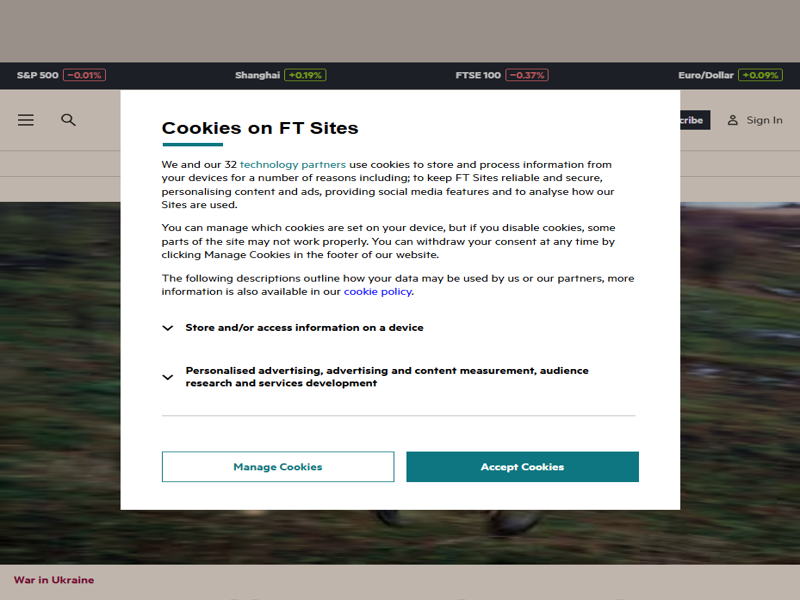 S&P 500 −0.01% Shanghai +0.19% FTSE 100 −0.37% Euro/Dollar +0.09%
Sign In
Cookies on FT Sites
We and our 32 technology partners use cookies to store and process information from
your devices for a number of reasons including; to keep FT Sites reliable and secure,
personalising content and ads, providing social media features and to analyse how our
Sites are used.
You can manage which cookies are set on your device, but if you disable cookies, some
parts of the site may not work properly. You can withdraw your consent at any time by
clicking Manage Cookies in the footer of our website.
The following descriptions outline how your data may be used by us or our partners, more
information is also available in our cookie policy.
Store and/or access information on a device
Personalised advertising, advertising and content measurement, audience
research and services development
Manage Cookies Accept Cookies
War in Ukraine